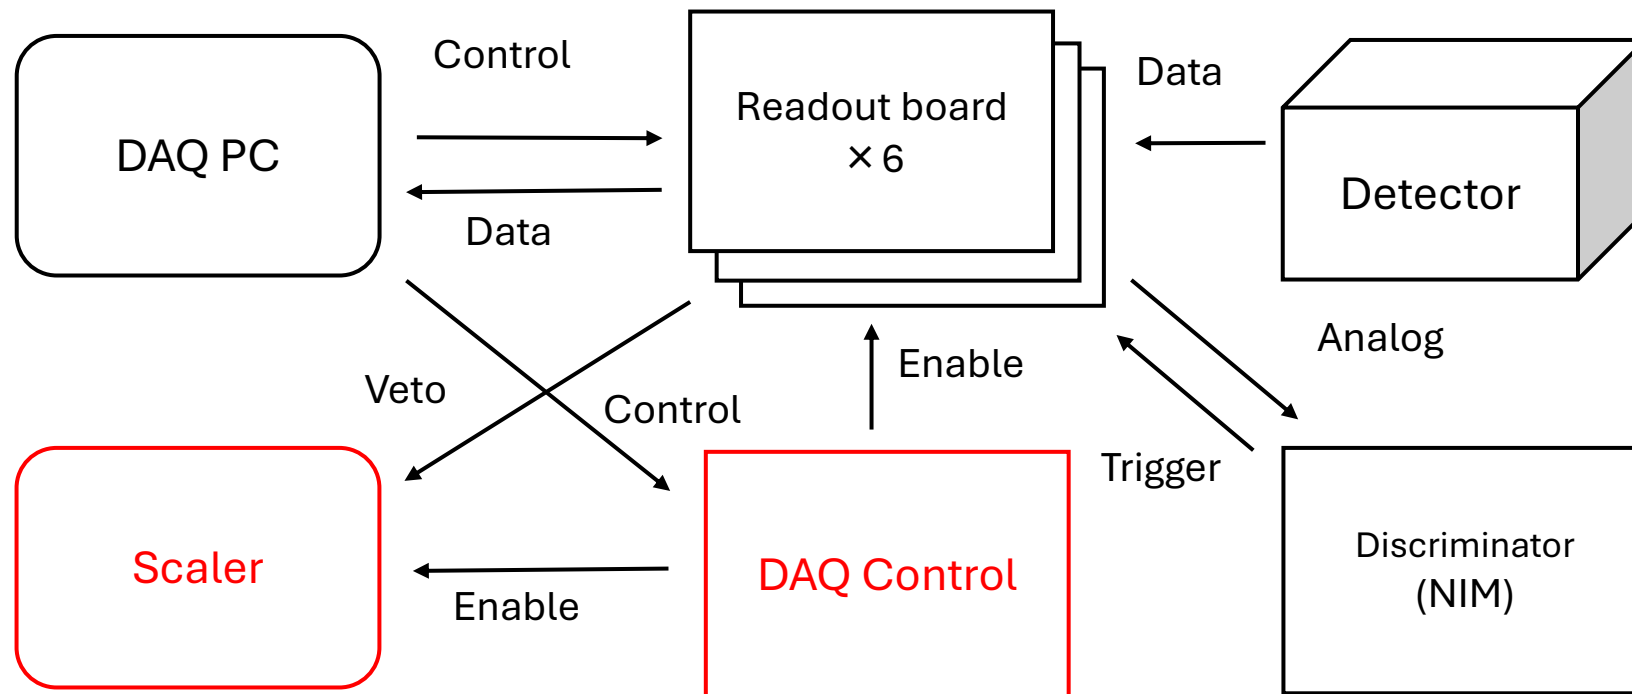 Control
DAQ PC
Data
Readout board
×6
Data
Detector
Veto
Control
Enable
Analog
Trigger
Scaler
Enable
DAQ Control
Discriminator
(NIM)